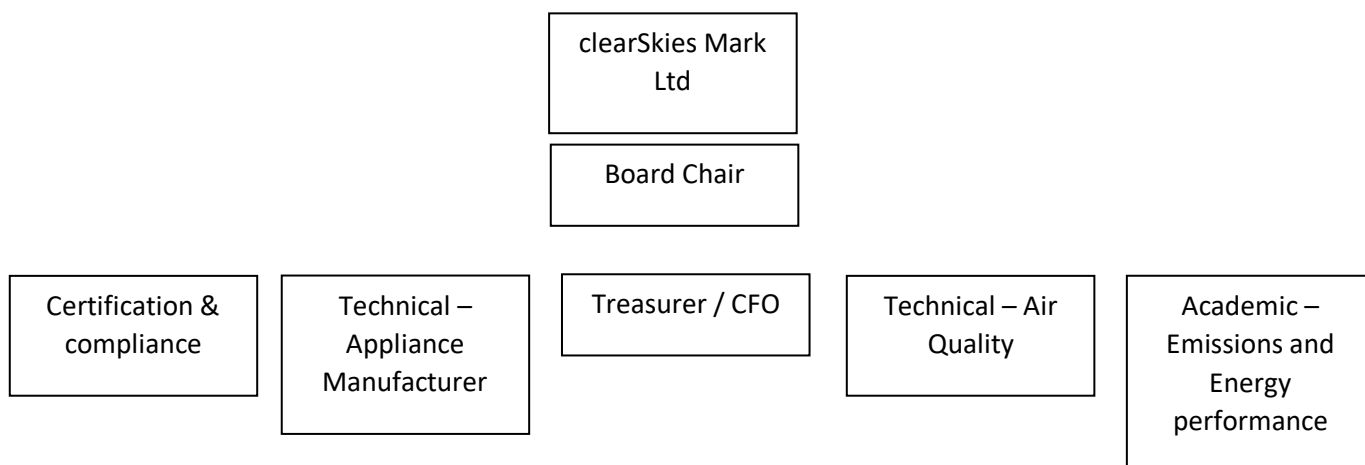 clearSkies Mark
Ltd
Board Chair
Certification &
compliance
Technical –
Appliance
Manufacturer
Treasurer / CFO
Technical – Air
Quality
Academic –
Emissions and
Energy
performance